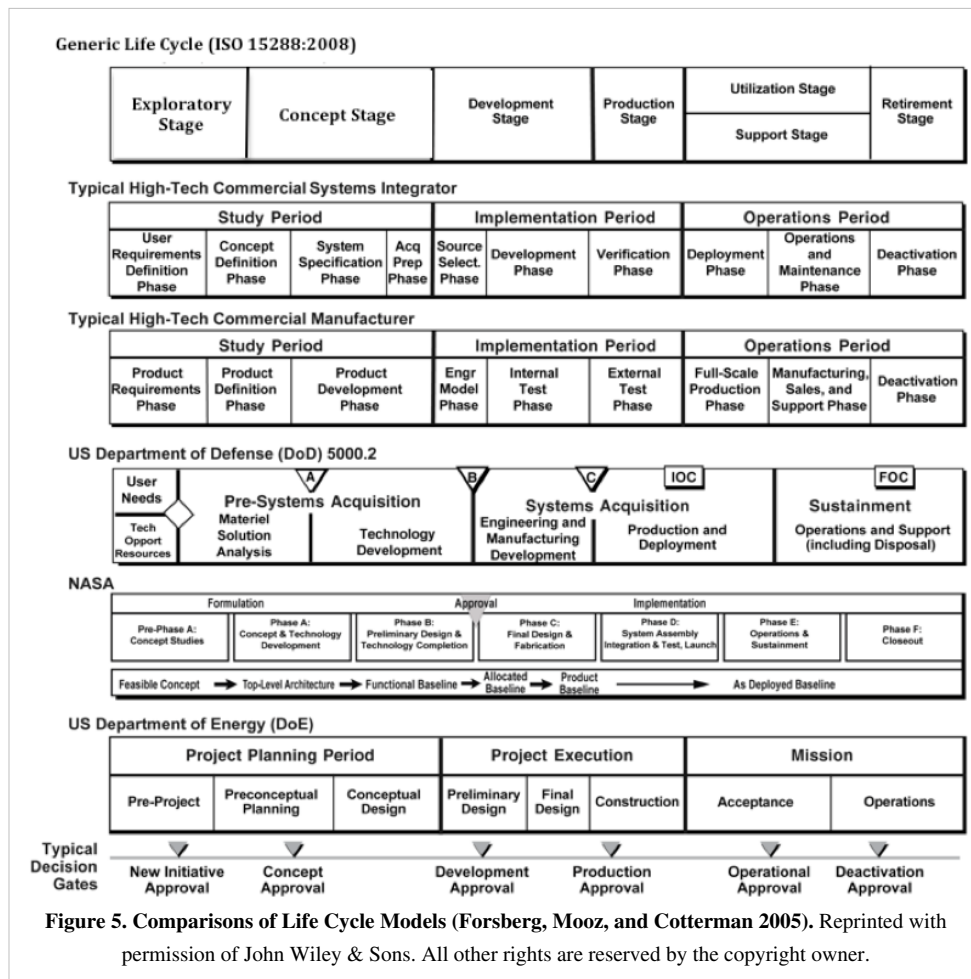 Generic Life Cycle (ISO 15288:2008)
Exploratory
Stage
Concept Stage
Development
Stage
Production
Stage
Utilization Stage
Support Stage
Retirement
Stage
Typical High-Tech Commercial Systems Integrator
Study Period
Implementation Period
Operations Period
User
Requirements
Definition
Phase
Concept
Definition
Phase
System
Specification
Phase
Acq
Prep
Phase
Source
Select.
Phase
Development
Phase
Verification
Phase
Deployment
Phase
Operations
and
Maintenance
Phase
Deactivation
Phase
Typical High-Tech Commercial Manufacturer
Study Period
Implementation Period
Operations Period
Product
Requirements
Phase
Product
Definition
Phase
Product
Development
Phase
Engr
Model
Phase
Internal
Test
Phase
External
Test
Phase
Full-Scale
Production
Phase
Manufacturing,
Sales, and
Support Phase
Deactivation
Phase
US Department of Defense (DoD) 5000.2
User
Needs
Tech
Opport
Resources
A
B
C
IOC
FOC
Pre-Systems Acquisition
Materiel
Solution
Analysis
Technology
Development
Systems Acquisition
Engineering and
Manufacturing
Development
Production and
Deployment
Sustainment
Operations and Support
(including Disposal)
NASA
Formulation
Approval
Implementation
Pre-Phase A:
Concept Studies
Phase A:
Concept & Technology
Development
Phase B:
Preliminary Design &
Technology Completion
Phase C:
Final Design &
Fabrication
Phase D:
System Assembly
Integration & Test, Launch
Phase E:
Operations &
Sustainment
Phase F:
Closeout
Feasible Concept
Top-Level Architecture
Functional Baseline
Allocated
Baseline
Product
Baseline
As Deployed Baseline
US Department of Energy (DoE)
Project Planning Period
Project Execution
Mission
Pre-Project
Preconceptual
Planning
Conceptual
Design
Preliminary
Design
Final
Design
Construction
Acceptance
Operations
Typical
Decision
Gates
New Initiative
Approval
Concept
Approval
Development
Approval
Production
Approval
Operational
Approval
Deactivation
Approval
Figure 5. Comparisons of Life Cycle Models (Forsberg, Mooz, and Cotterman 2005). Reprinted with
permission of John Wiley & Sons. All other rights are reserved by the copyright owner.